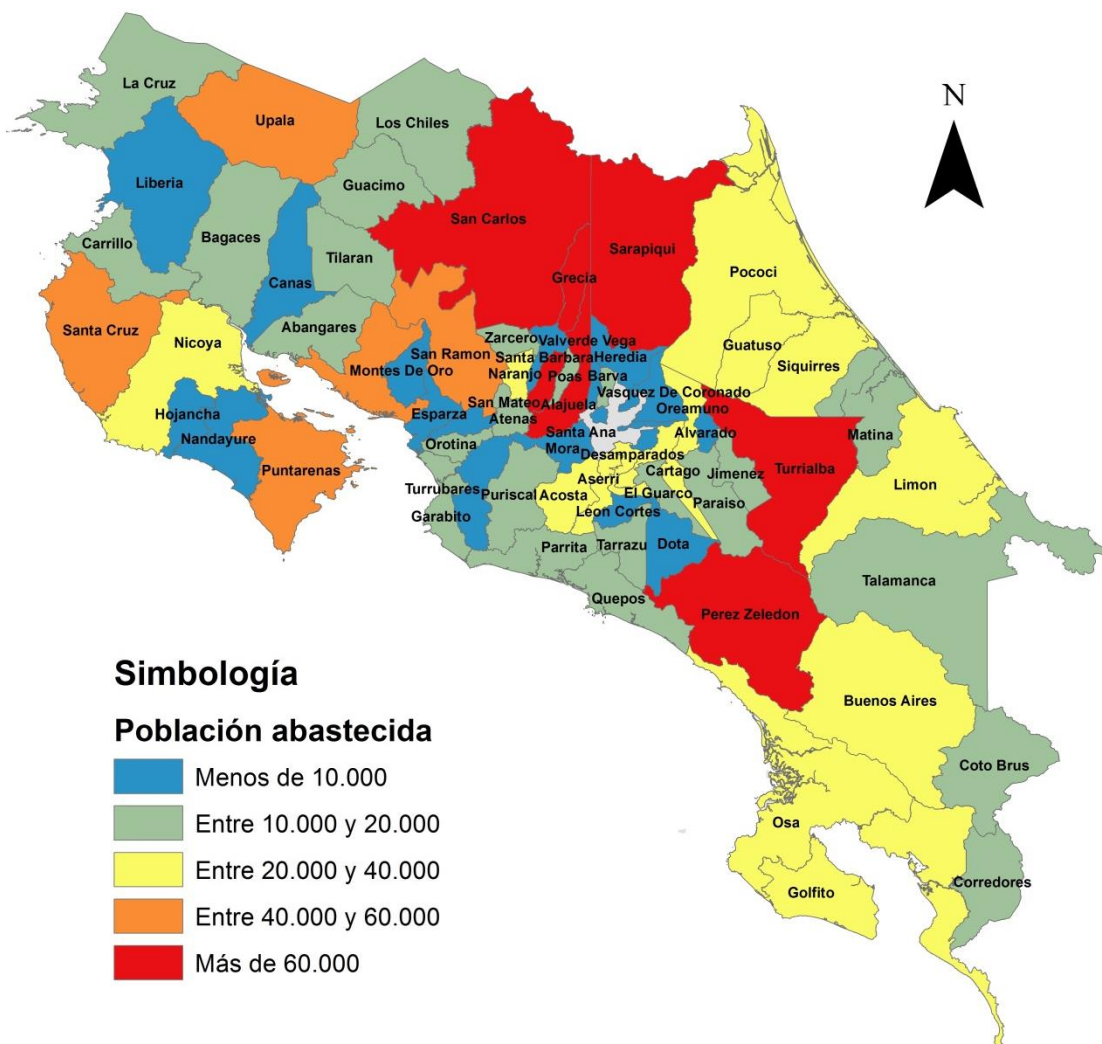 N
La Cruz
Upala
Los Chiles
Liberia
Guacimo
San Carlos
Carrillo
Bagaces
Tilaran
Sarapiqui
Canas
Grecia
Pococi
Santa Cruz
Abangares
Nicoya
Zarcero
Valverde Vega
Guatuso
San Ramon
Santa Barbara
Heredia
Siquirres
Montes De Oro
Naranjo
Poas
Barva
Vasquez De Coronado
San Mateo
Alajuela
Oreamuno
Hojancha
Esparza
Atenas
Santa Ana
Alvarado
Matina
Nandayure
Orotina
Mora
Desamparados
Turrialba
Puntarenas
Cartago
Jimenez
Turrubares
Puriscal
Aserri
Limon
Acosta
El Guarco
Paraiso
Garabito
Leon Cortes
Parrita
Tarrazu
Dota
Talamanca
Quepos
Perez Zeledon
Buenos Aires
Coto Brus
Osa
Corredores
Golfito
Simbología
Población abastecida
Menos de 10.000
Entre 10.000 y 20.000
Entre 20.000 y 40.000
Entre 40.000 y 60.000
Más de 60.000